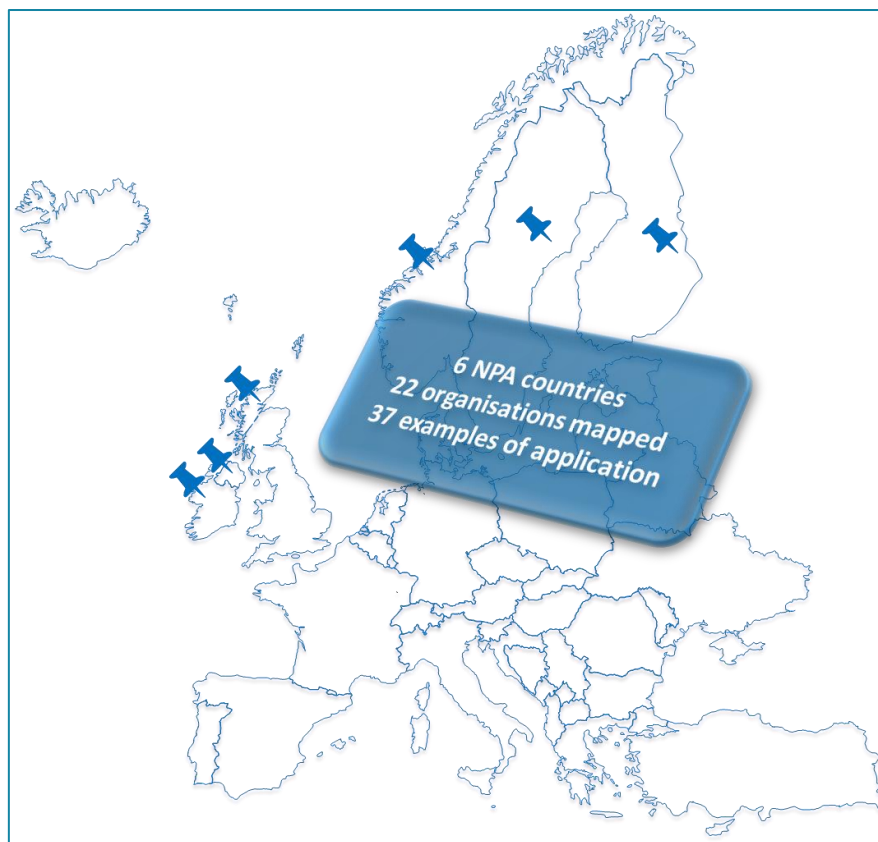 6 NPA countries
22 organisations mapped
37 examples of application